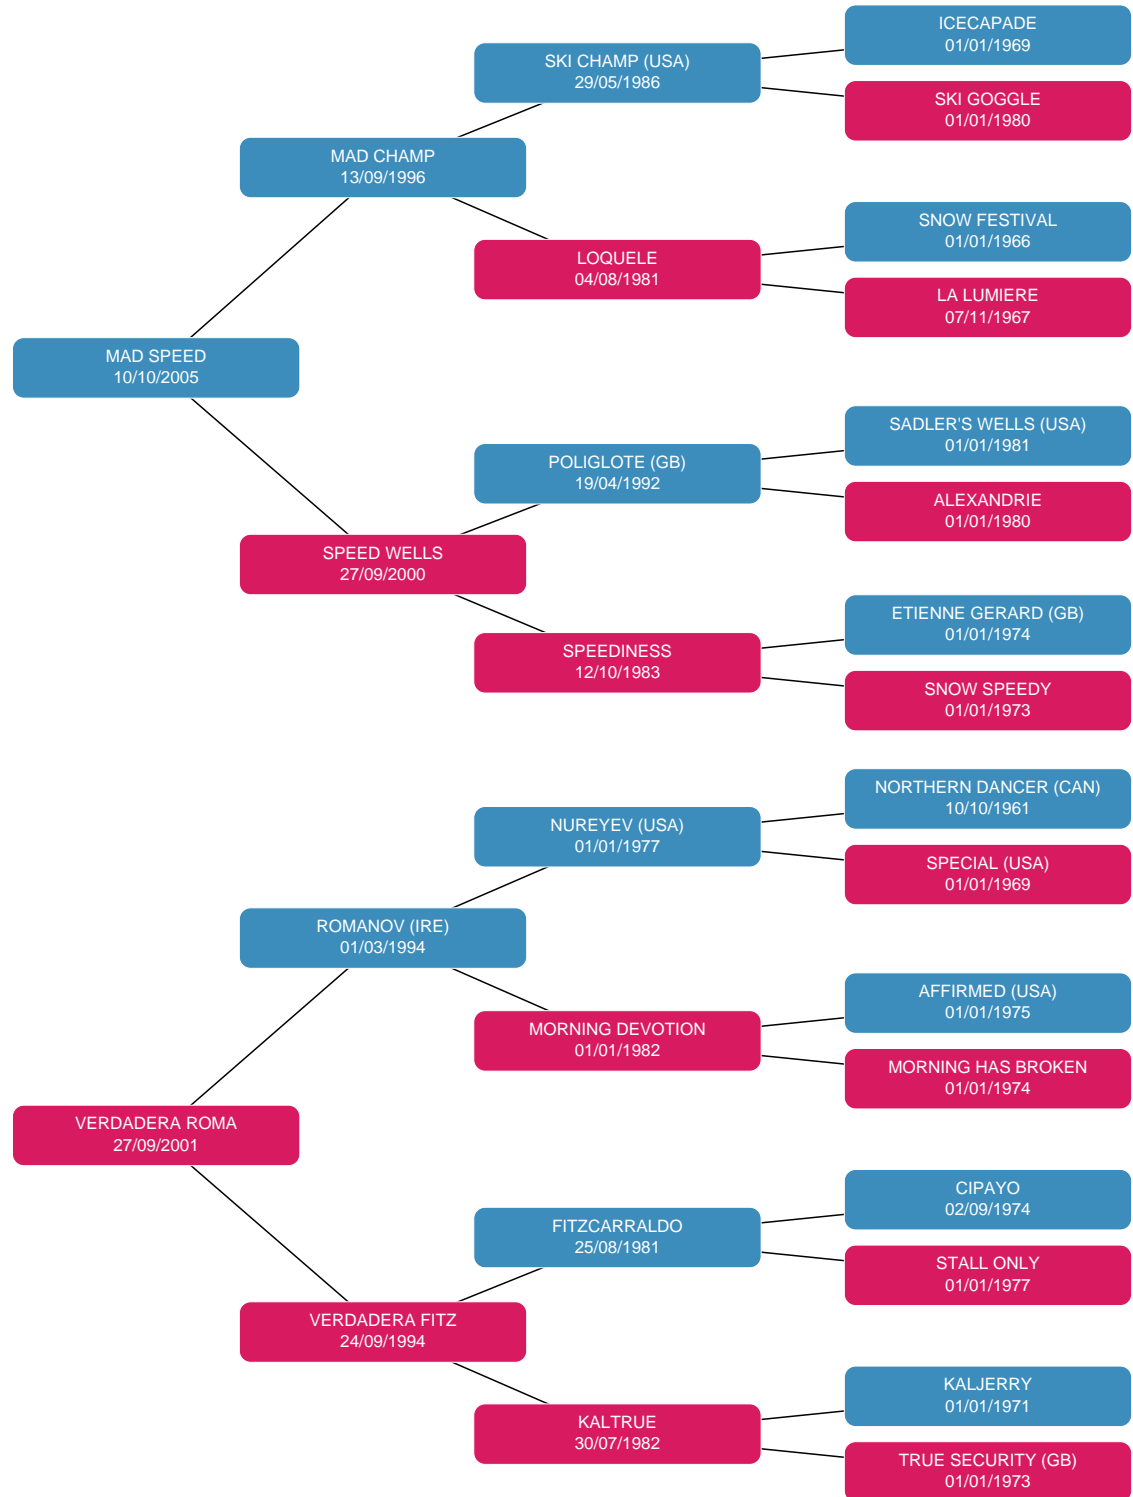 ICECAPADE
01/01/1969
SKI CHAMP (USA)
29/05/1986
SKI GOGGLE
01/01/1980
MAD CHAMP
13/09/1996
SNOW FESTIVAL
01/01/1966
LOQUELE
04/08/1981
LA LUMIERE
07/11/1967
MAD SPEED
10/10/2005
SADLER'S WELLS (USA)
01/01/1981
POLIGLOTE (GB)
19/04/1992
ALEXANDRIE
01/01/1980
SPEED WELLS
27/09/2000
ETIENNE GERARD (GB)
01/01/1974
SPEEDINESS
12/10/1983
SNOW SPEEDY
01/01/1973
NORTHERN DANCER (CAN)
10/10/1961
NUREYEV (USA)
01/01/1977
SPECIAL (USA)
01/01/1969
ROMANOV (IRE)
01/03/1994
AFFIRMED (USA)
01/01/1975
MORNING DEVOTION
01/01/1982
MORNING HAS BROKEN
01/01/1974
VERDADERA ROMA
27/09/2001
CIPAYO
02/09/1974
FITZCARRALDO
25/08/1981
STALL ONLY
01/01/1977
VERDADERA FITZ
24/09/1994
KALJERRY
01/01/1971
KALTRUE
30/07/1982
TRUE SECURITY (GB)
01/01/1973